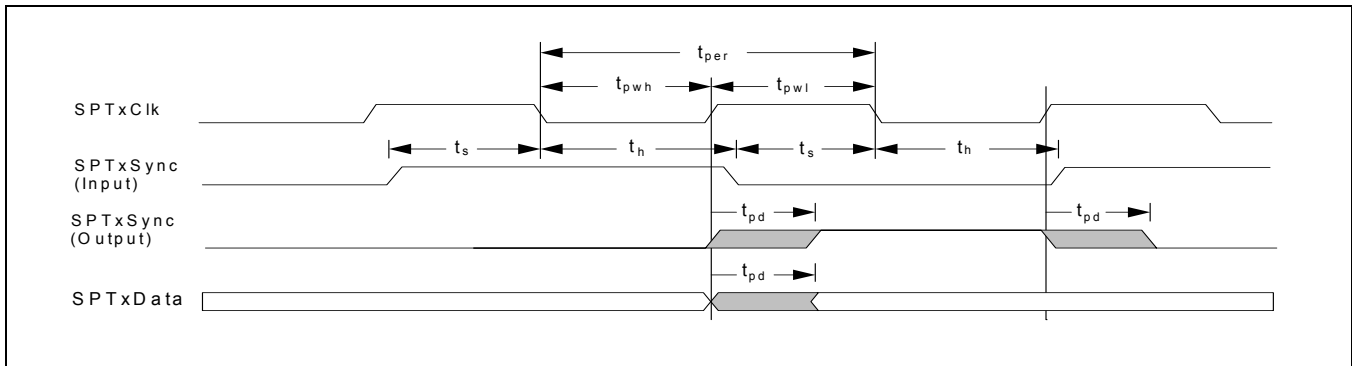 tper
tpwh tpwl
SPTxClk
ts th ts th
SPTxSync
(Input)
SPTxSync
(Output)
tpd tpd
tpd
SPTxData